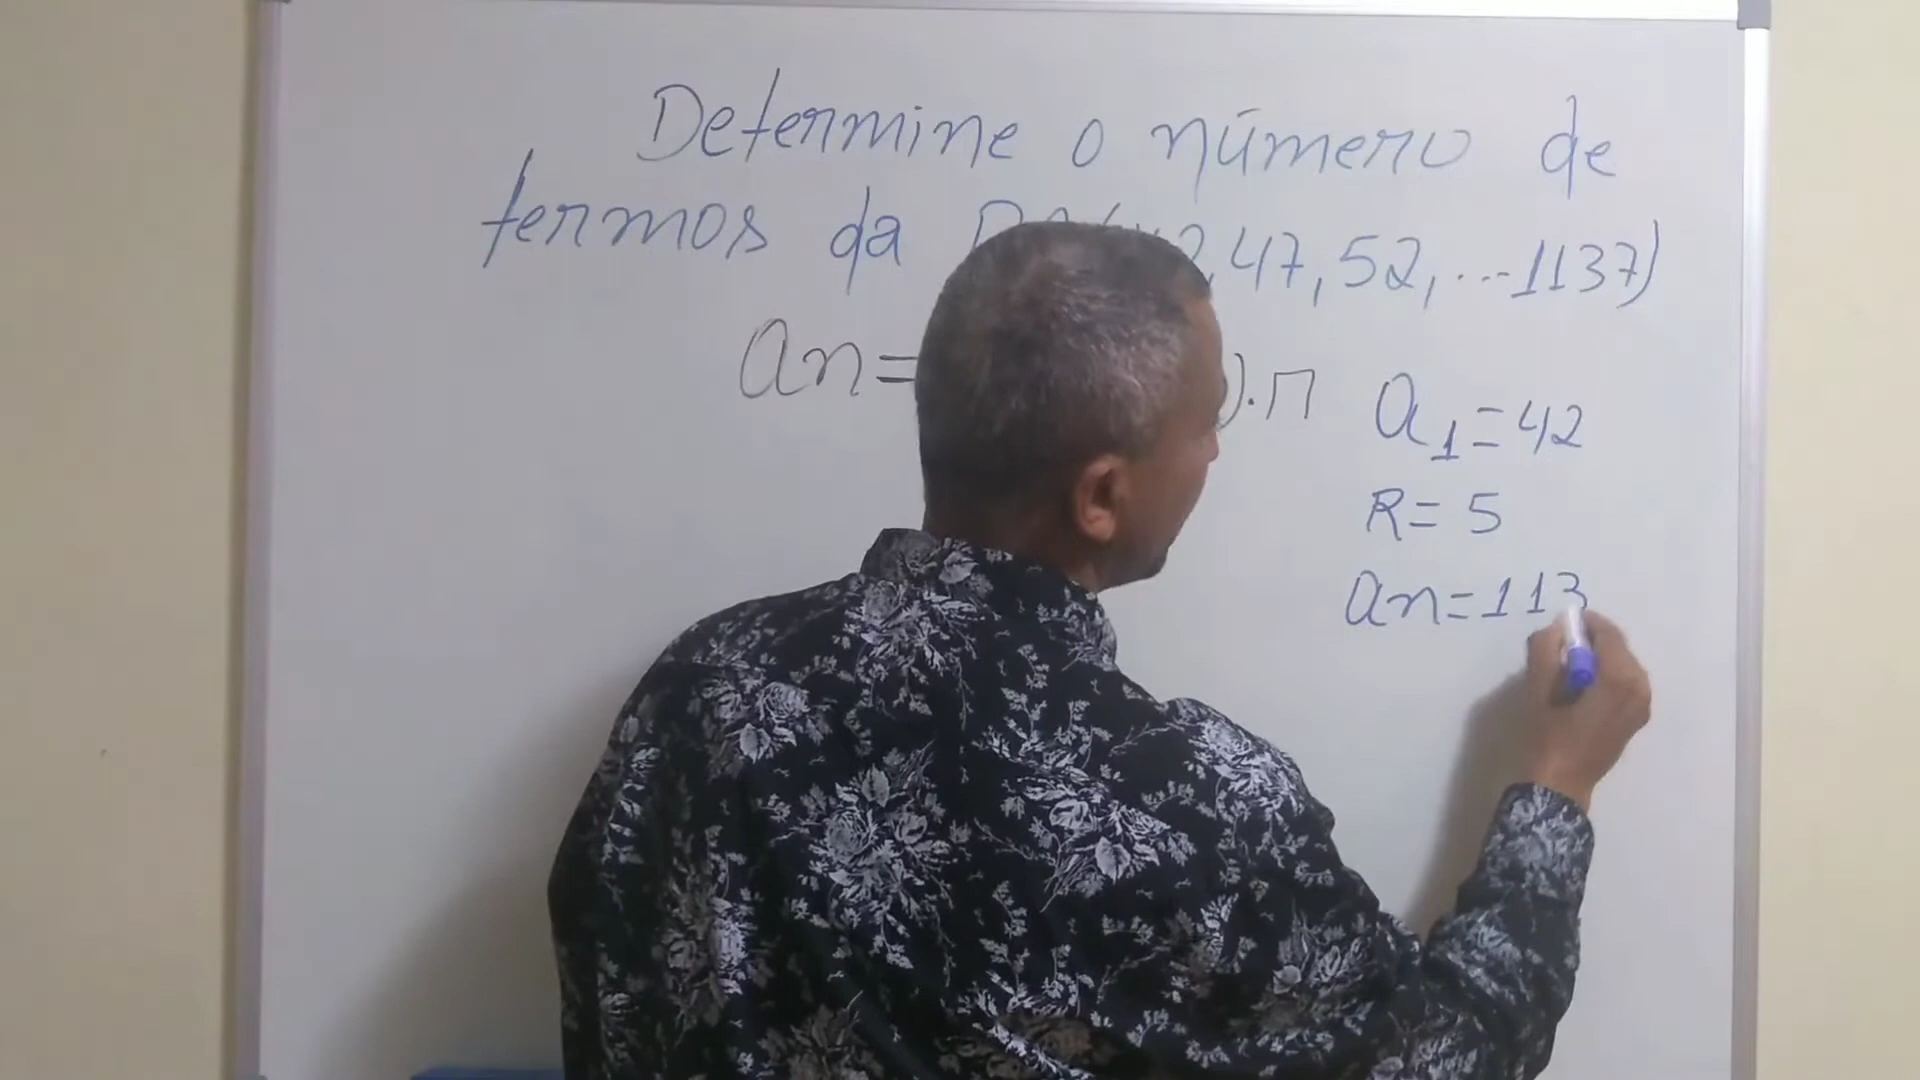 Determine o número de
termos da 47, 52, ...1137)
an= ).r
a1=42
R= 5
an=113